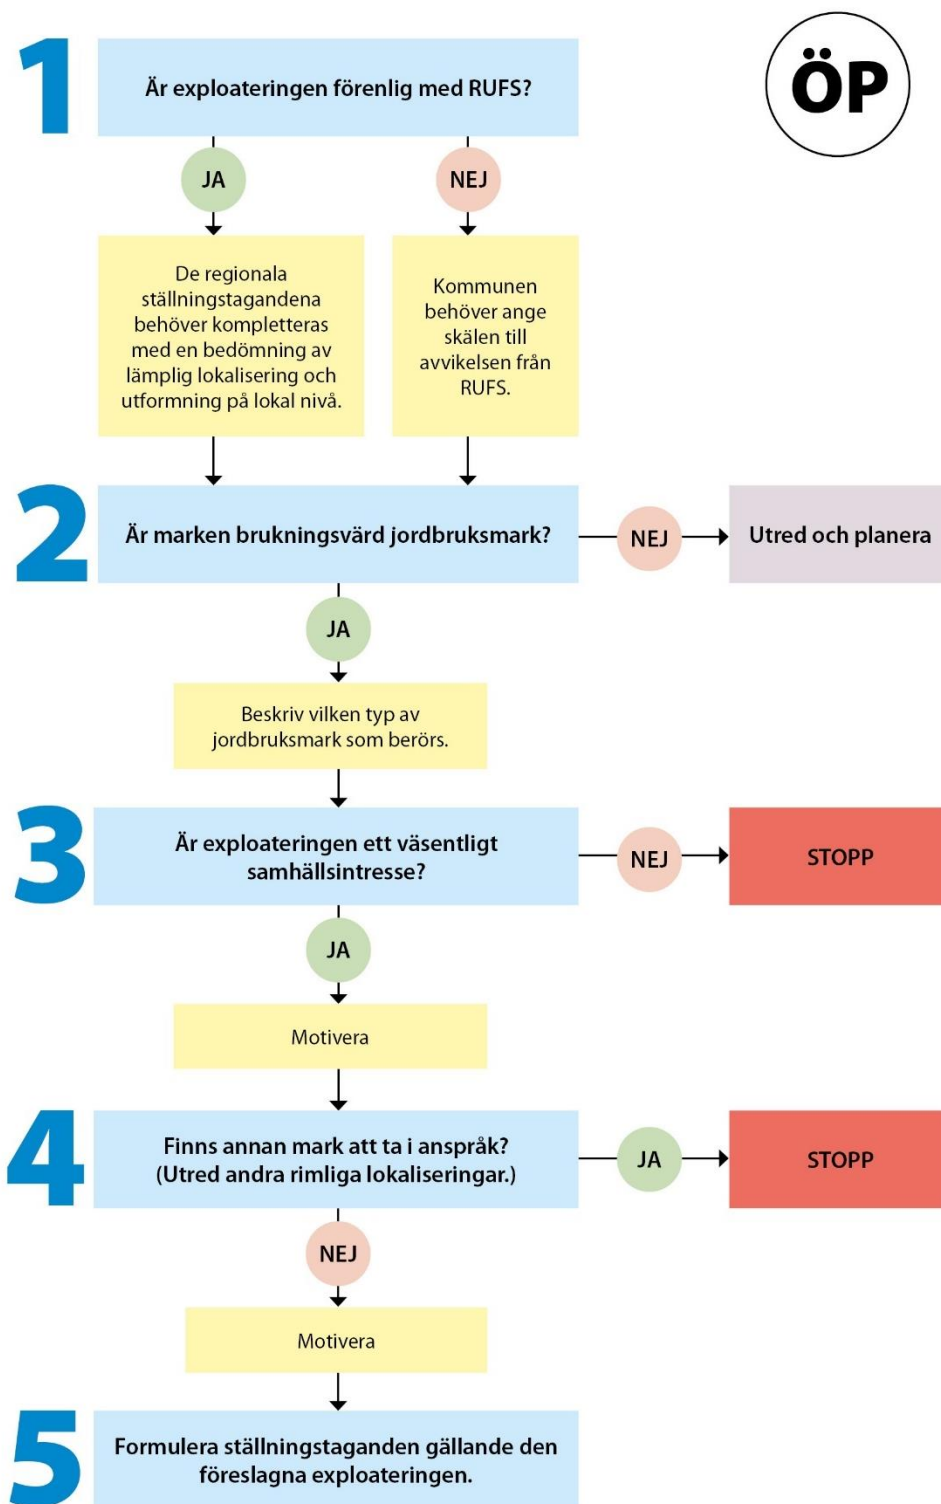 1
Är exploateringen förenlig med RUFS?
ÖP
JA
NEJ
De regionala
ställningstagandena
behöver kompletteras
med en bedömning av
lämplig lokalisering och
utformning på lokal nivå.
Kommunen
behöver ange
skälen till
avvikelsen från
RUFS.
2
Är marken brukningsvärd jordbruksmark?
NEJ
Utred och planera
JA
Beskriv vilken typ av
jordbruksmark som berörs.
3
Är exploateringen ett väsentligt
samhällsintresse?
NEJ
STOPP
JA
Motivera
4
Finns annan mark att ta i anspråk?
(Utred andra rimliga lokaliseringar.)
JA
STOPP
NEJ
Motivera
5
Formulera ställningstaganden gällande den
föreslagna exploateringen.